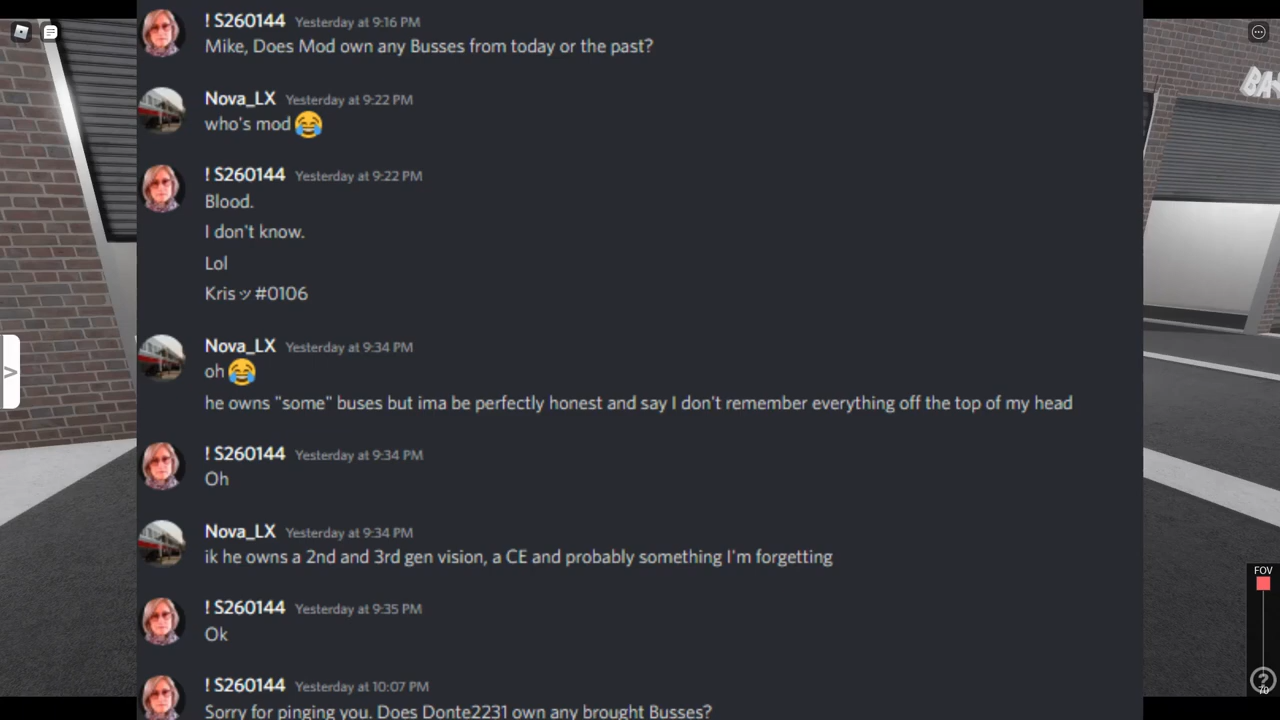 ! S260144 Yesterday at 9:16 PM
Mike, Does Mod own any Busses from today or the past?
Nova_LX Yesterday at 9:22 PM
who's mod 😂
! S260144 Yesterday at 9:22 PM
Blood.
I don't know.
Lol
Krisッ#0106
Nova_LX Yesterday at 9:34 PM
oh 😂
he owns "some" buses but ima be perfectly honest and say I don't remember everything off the top of my head
! S260144 Yesterday at 9:34 PM
Oh
Nova_LX Yesterday at 9:34 PM
ik he owns a 2nd and 3rd gen vision, a CE and probably something I'm forgetting
! S260144 Yesterday at 9:35 PM
Ok
! S260144 Yesterday at 10:07 PM
Sorry for pinging you. Does Donte2231 own any brought Busses?
BA
FOV
70